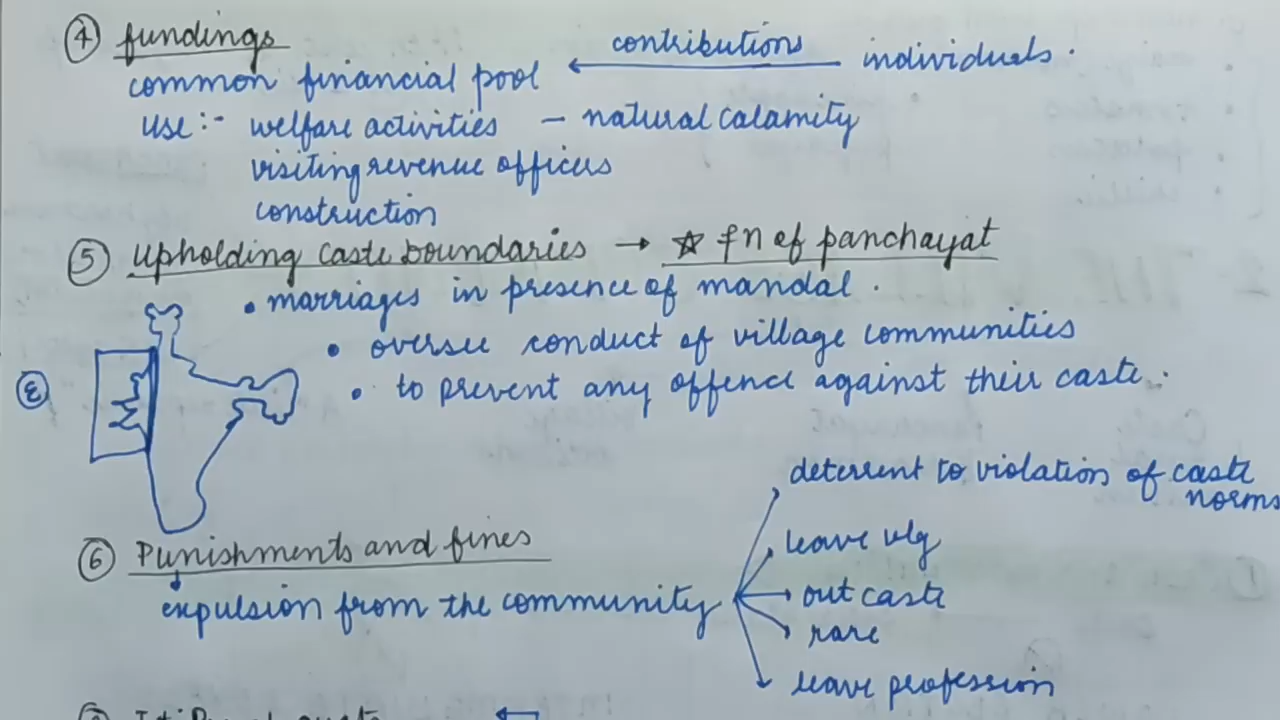 ④ fundings
common financial pool ← contributions individuals.
use :- welfare activities – natural calamity
visiting revenue officers
construction
⑤ Upholding caste boundaries → ☆ fn of panchayat
• marriages in presence of mandal.
• oversee conduct of village communities
• to prevent any offence against their caste.
⑥ Punishments and fines
expulsion from the community
deterrent to violation of caste norms
leave vlg
out caste
rare
leave profession